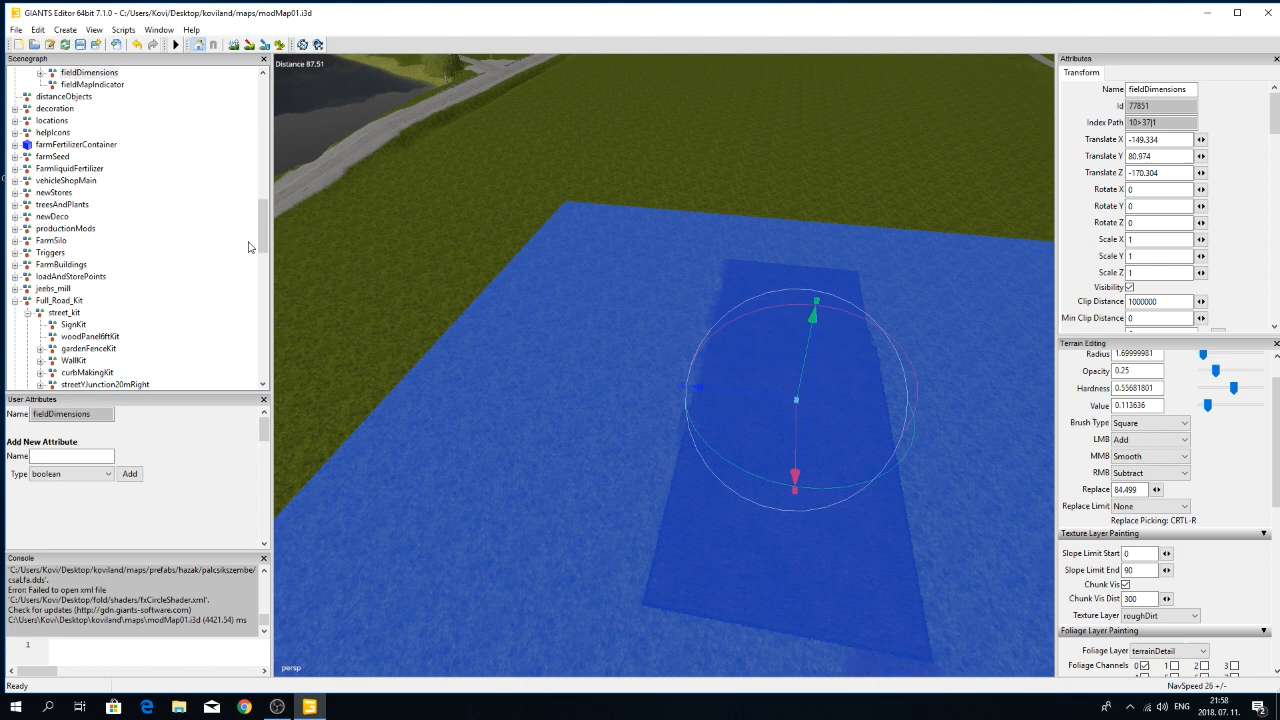 GIANTS Editor 64bit 7.1.0 - C:/Users/Kovi/Desktop/koviland/maps/modMap01.i3d
File Edit Create View Scripts Window Help
Scenegraph
fieldDimensions
fieldMapIndicator
distanceObjects
decoration
locations
helpIcons
farmFertilizerContainer
farmSeed
FarmliquidFertilizer
vehicleShopMain
newStores
treesAndPlants
newDeco
productionMods
FarmSilo
Triggers
FarmBuildings
loadAndStorePoints
jeebs_mill
Full_Road_Kit
street_kit
SignKit
woodPanel6ftKit
gardenFenceKit
WallKit
curbMakingKit
streetYJunction20mRight
User Attributes
Name fieldDimensions
Add New Attribute
Name
Type boolean Add
Console
'C:/Users/Kovi/Desktop/koviland/maps/prefabs/hazak/palcsikszembe/
csaLfa.dds'.
Error: Failed to open xml file
'C:/Users/Kovi/Desktop/fold/shaders/fxCircleShader.xml'.
Check for updates (http://gdn.giants-software.com)
C:\Users\Kovi\Desktop\koviland\maps\modMap01.i3d (4421.54) ms
1
Ready
Distance 87.51
persp
Attributes
Transform
Name fieldDimensions
Id 77851
Index Path 10>37|1
Translate X -149.334
Translate Y 80.974
Translate Z -170.304
Rotate X 0
Rotate Y 0
Rotate Z 0
Scale X 1
Scale Y 1
Scale Z 1
Visibility
Clip Distance 1000000
Min Clip Distance 0
Terrain Editing
Radius 1.69999981
Opacity 0.25
Hardness 0.55681801
Value 0.113636
Brush Type Square
LMB Add
MMB Smooth
RMB Subtract
Replace 84.499
Replace Limit None
Replace Picking: CRTL-R
Texture Layer Painting
Slope Limit Start 0
Slope Limit End 90
Chunk Vis
Chunk Vis Dist 300
Texture Layer roughDirt
Foliage Layer Painting
Foliage Layer terrainDetail
Foliage Channels 0 1 2 3
NavSpeed 26 +/-
ENG
21:58
2018. 07. 11.
2